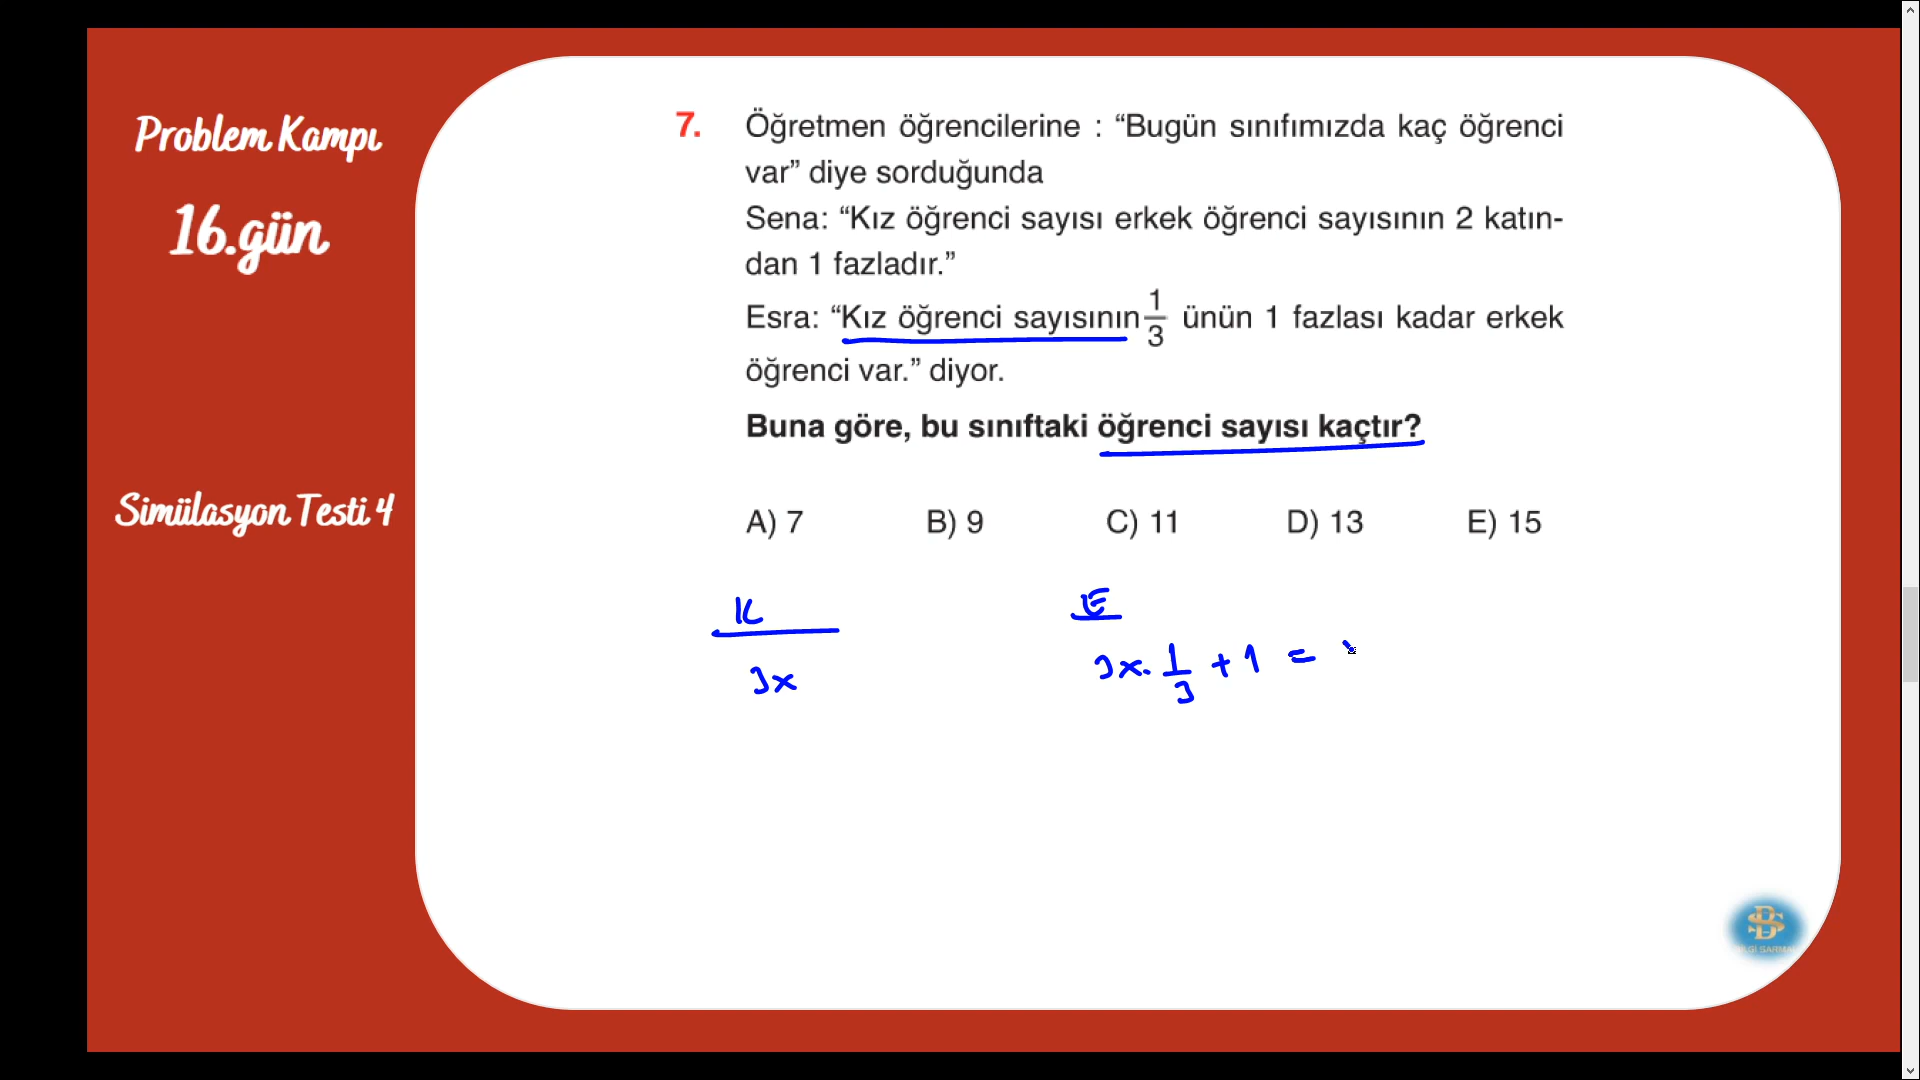 Problem Kampı
16.gün
Simülasyon Testi 4
7. Öğretmen öğrencilerine : “Bugün sınıfımızda kaç öğrenci
var” diye sorduğunda
Sena: “Kız öğrenci sayısı erkek öğrenci sayısının 2 katın-
dan 1 fazladır.”
Esra: “Kız öğrenci sayısının 1/3 ünün 1 fazlası kadar erkek
öğrenci var.” diyor.
Buna göre, bu sınıftaki öğrenci sayısı kaçtır?
A) 7 B) 9 C) 11 D) 13 E) 15
K E
3x 3x. 1/3 + 1 =